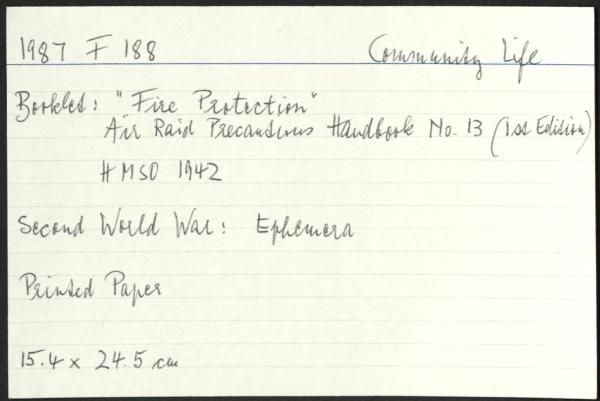 1987 F 188 Community Life
Booklet: "Fire Protection"
Air Raid Precautions Handbook No. 13 (1st Edition)
HMSO 1942
Second World War: Ephemera
Printed Paper
15.4 x 24.5 cm